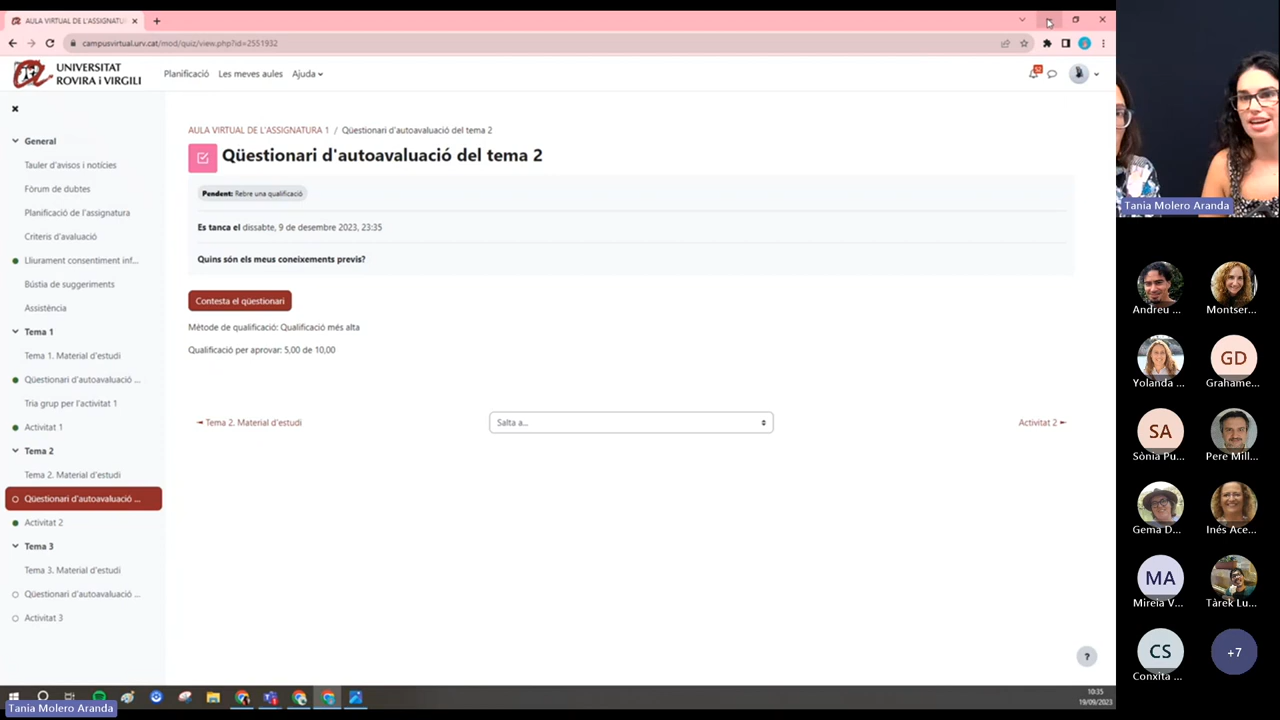 AULA VIRTUAL DE L'ASSIGNATU
campusvirtual.urv.cat/mod/quiz/view.php?id=2551932
UNIVERSITAT
ROVIRA i VIRGILI
Planificació
Les meves aules
Ajuda
General
Tauler d'avisos i notícies
Fòrum de dubtes
Planificació de l'assignatura
Criteris d'avaluació
Lliurament consentiment inf...
Bústia de suggeriments
Assistència
Tema 1
Tema 1. Material d'estudi
Qüestionari d'autoavaluació ...
Tria grup per l'activitat 1
Activitat 1
Tema 2
Tema 2. Material d'estudi
Qüestionari d'autoavaluació ...
Activitat 2
Tema 3
Tema 3. Material d'estudi
Qüestionari d'autoavaluació ...
Activitat 3
AULA VIRTUAL DE L'ASSIGNATURA 1 / Qüestionari d'autoavaluació del tema 2
Qüestionari d'autoavaluació del tema 2
Pendent: Rebre una qualificació
Es tanca el dissabte, 9 de desembre 2023, 23:35
Quins són els meus coneixements previs?
Contesta el qüestionari
Mètode de qualificació: Qualificació més alta
Qualificació per aprovar: 5,00 de 10,00
◄ Tema 2. Material d'estudi
Salta a...
Activitat 2 ►
?
10:35
19/09/2023
Tania Molero Aranda
Tania Molero Aranda
Andreu ...
Montser...
Yolanda ...
GD
Grahame...
SA
Sònia Pu...
Pere Mill...
Gema D...
Inés Ace...
MA
Mireia V...
Tàrek Lu...
CS
Conxita ...
+7